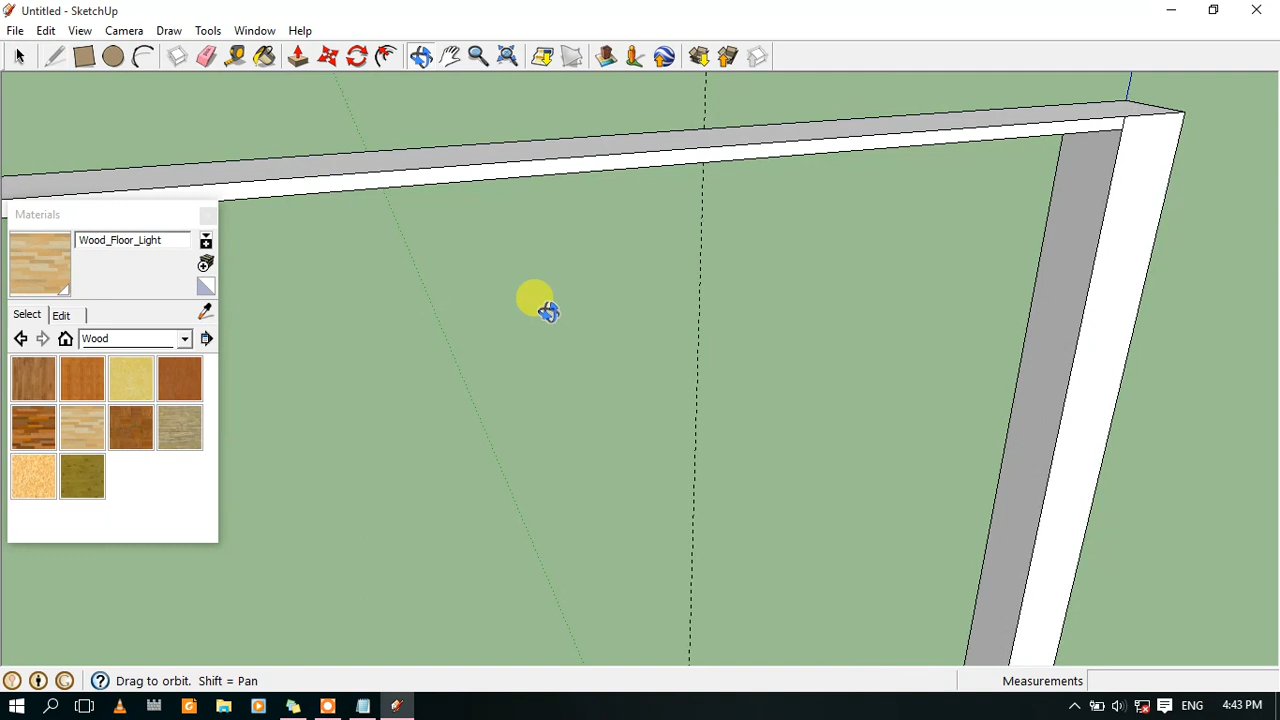 Untitled - SketchUp
File Edit View Camera Draw Tools Window Help
Materials
Wood_Floor_Light
Select Edit
Wood
Drag to orbit. Shift = Pan
Measurements
ENG 4:43 PM